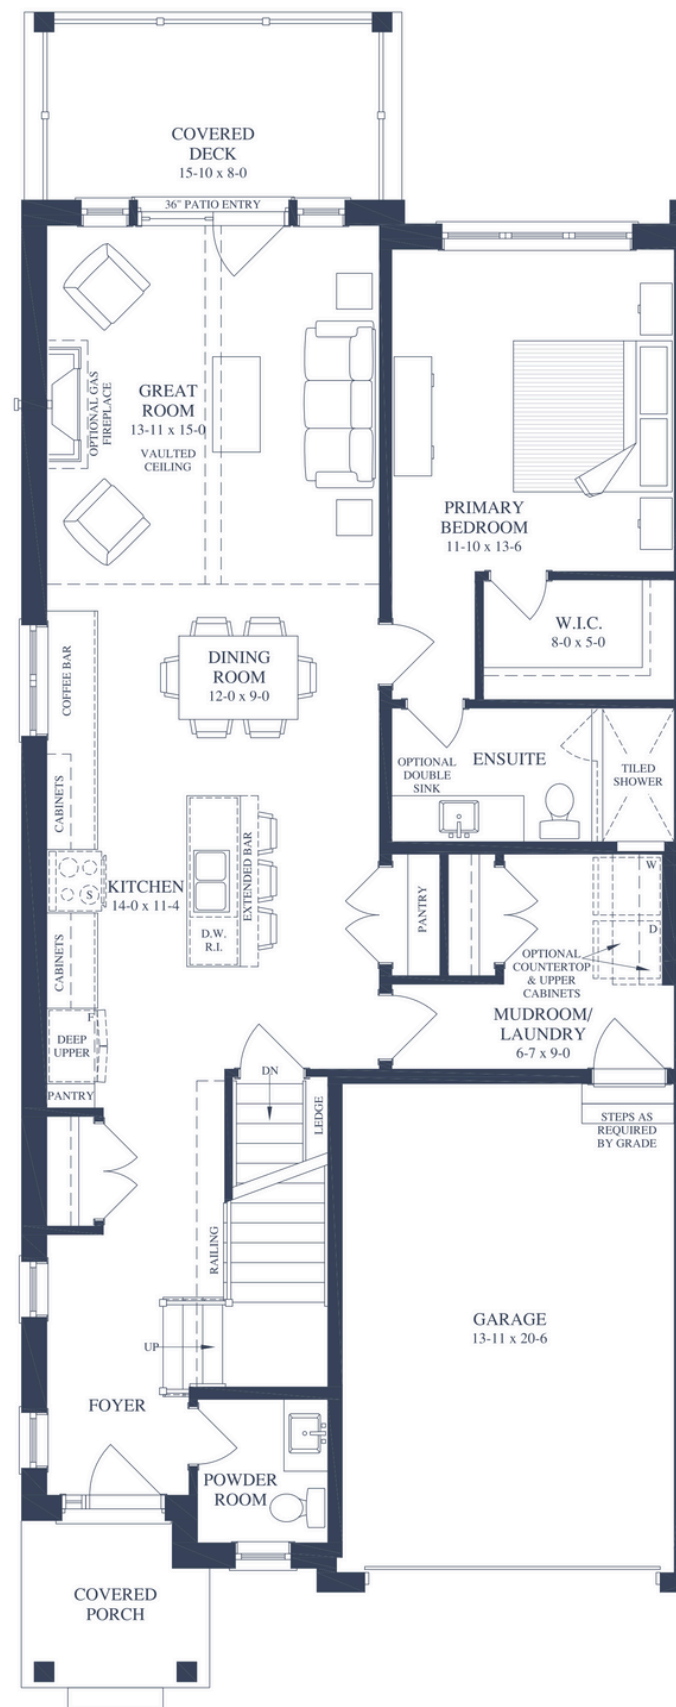 COVERED
DECK
15-10 x 8-0
36" PATIO ENTRY
OPTIONAL GAS
FIREPLACE
GREAT
ROOM
13-11 x 15-0
VAULTED
CEILING
PRIMARY
BEDROOM
11-10 x 13-6
W.I.C.
8-0 x 5-0
COFFEE BAR
DINING
ROOM
12-0 x 9-0
ENSUITE
OPTIONAL
DOUBLE
SINK
TILED
SHOWER
CABINETS
S
KITCHEN
14-0 x 11-4
EXTENDED BAR
D.W.
R.I.
CABINETS
PANTRY
W
D
OPTIONAL
COUNTERTOP
& UPPER
CABINETS
MUDROOM/
LAUNDRY
6-7 x 9-0
F
DEEP
UPPER
PANTRY
DN
LEDGE
STEPS AS
REQUIRED
BY GRADE
RAILING
UP
GARAGE
13-11 x 20-6
FOYER
POWDER
ROOM
COVERED
PORCH